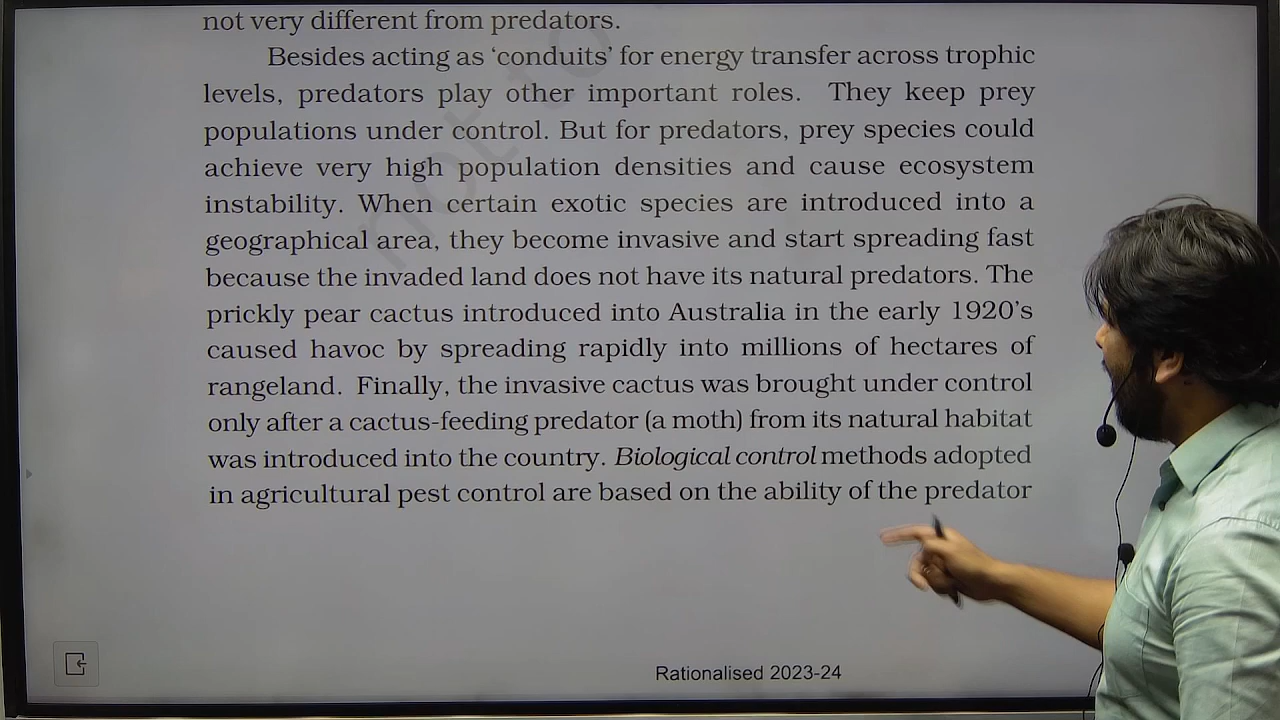 not very different from predators.
Besides acting as ‘conduits’ for energy transfer across trophic
levels, predators play other important roles. They keep prey
populations under control. But for predators, prey species could
achieve very high population densities and cause ecosystem
instability. When certain exotic species are introduced into a
geographical area, they become invasive and start spreading fast
because the invaded land does not have its natural predators. The
prickly pear cactus introduced into Australia in the early 1920’s
caused havoc by spreading rapidly into millions of hectares of
rangeland. Finally, the invasive cactus was brought under control
only after a cactus-feeding predator (a moth) from its natural habitat
was introduced into the country. Biological control methods adopted
in agricultural pest control are based on the ability of the predator
Rationalised 2023-24
not to